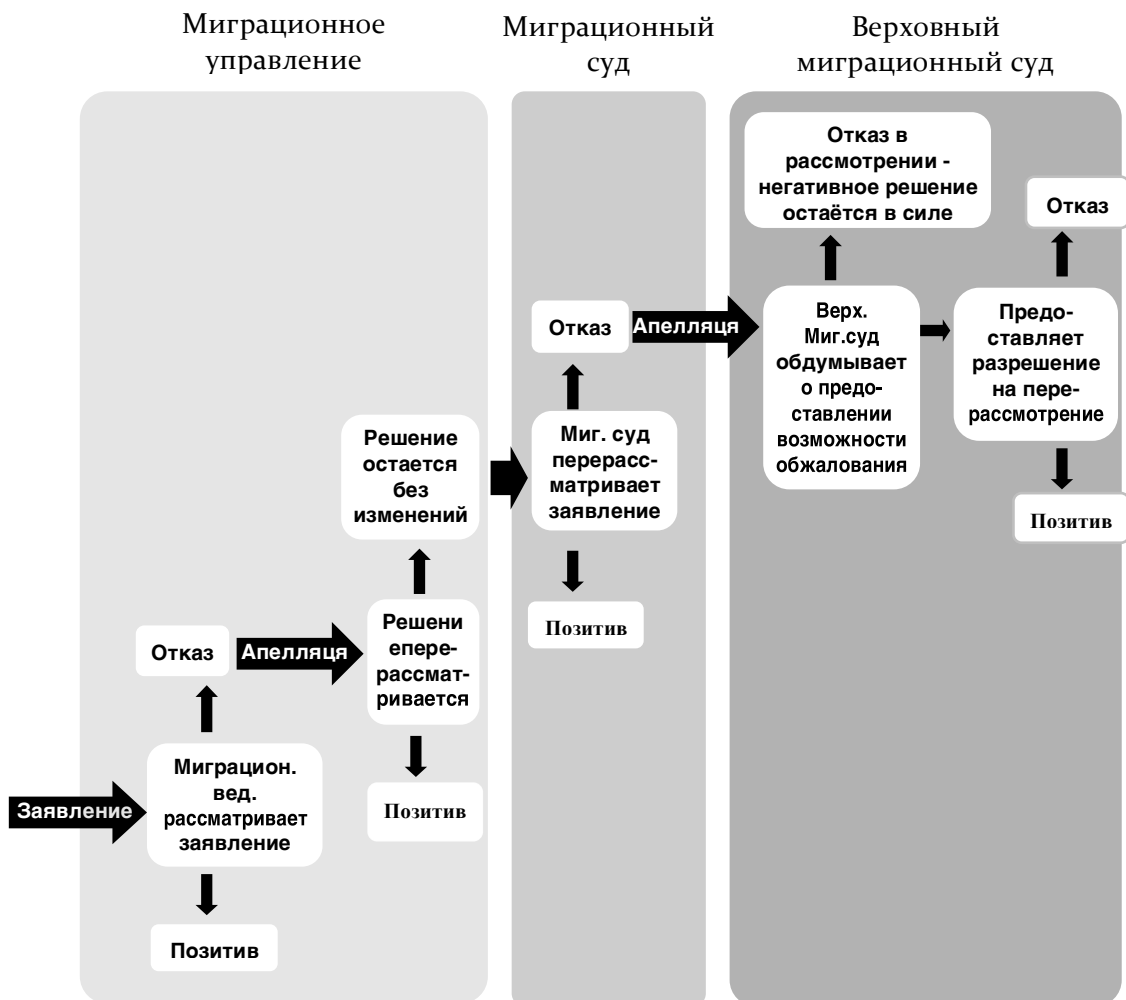 Миграционное
управление
Миграционный
суд
Верховный
миграционный суд
Отказ в
рассмотрении -
негативное решение
остаётся в силе
Отказ
Отказ
Апелляця
Верх.
Миг.суд
обдумывает
о предо-
ставлении
возможности
обжалования
Предо-
ставляет
разрешение
на пере-
рассмотрение
Решение
остается
без
изменений
Миг. суд
перерасс-
матривает
заявление
Позитив
Позитив
Отказ
Апелляця
Решени
епере-
рассмат-
ривается
Заявление
Миграцион.
вед.
рассматривает
заявление
Позитив
Позитив